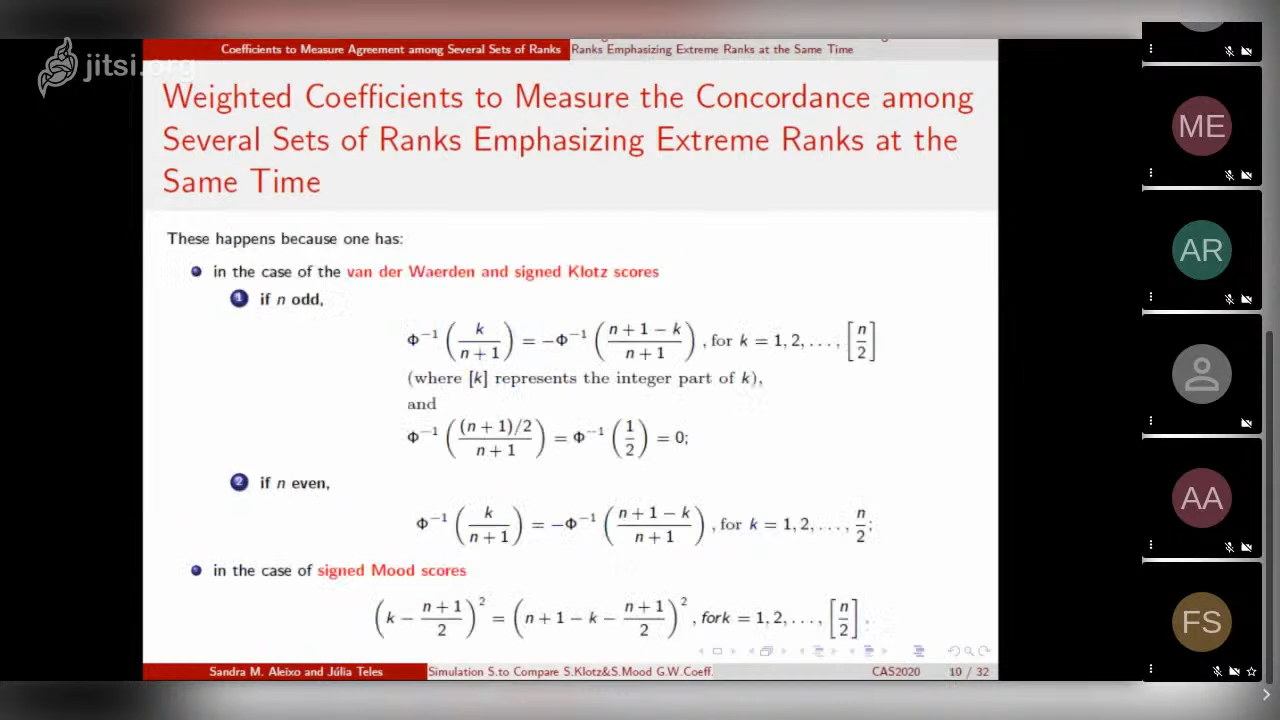 jitsi.org
Coefficients to Measure Agreement among Several Sets of Ranks
Ranks Emphasizing Extreme Ranks at the Same Time
Weighted Coefficients to Measure the Concordance among
Several Sets of Ranks Emphasizing Extreme Ranks at the
Same Time
These happens because one has:
in the case of the van der Waerden and signed Klotz scores
1 if n odd,
Φ⁻¹(k/(n+1)) = −Φ⁻¹((n+1−k)/(n+1)), for k = 1, 2, . . . , [n/2]
(where [k] represents the integer part of k),
and
Φ⁻¹(((n+1)/2)/(n+1)) = Φ⁻¹(1/2) = 0;
2 if n even,
Φ⁻¹(k/(n+1)) = −Φ⁻¹((n+1−k)/(n+1)), for k = 1, 2, . . . , n/2;
in the case of signed Mood scores
(k − (n+1)/2)² = (n+1−k − (n+1)/2)², fork = 1, 2, . . . , [n/2].
Sandra M. Aleixo and Júlia Teles
Simulation S.to Compare S.Klotz&S.Mood G.W.Coeff.
CAS2020
10 / 32
ME
AR
AA
FS